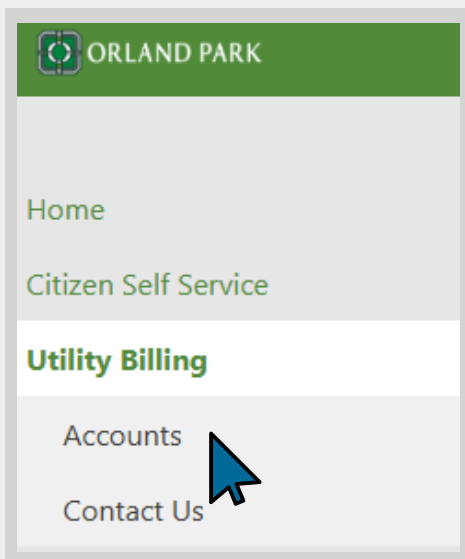 ORLAND PARK
Home
Citizen Self Service
Utility Billing
Accounts
Contact Us